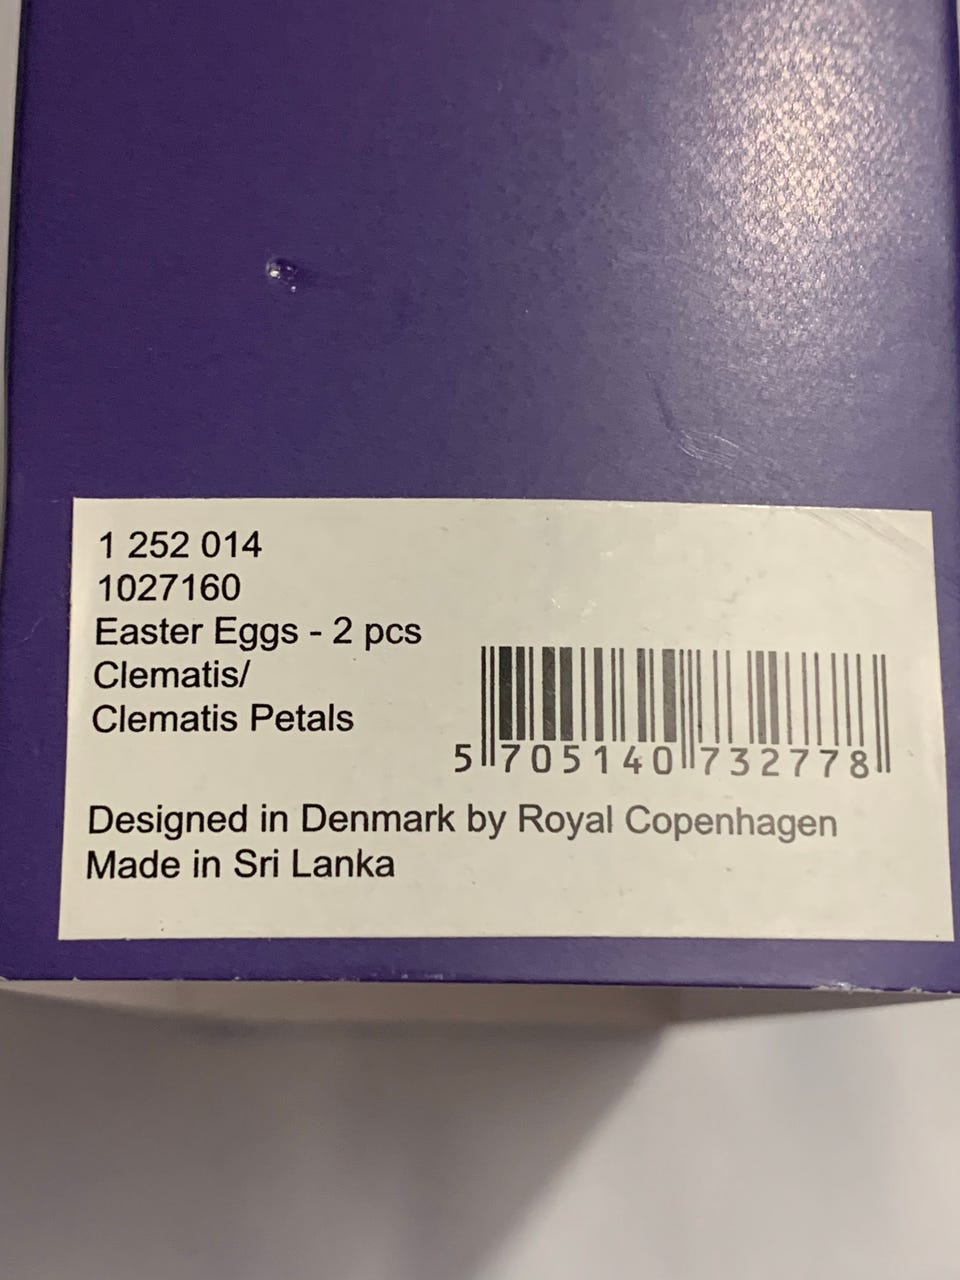 1 252 014
1027160
Easter Eggs - 2 pcs
Clematis/
Clematis Petals
5 705140 732778
Designed in Denmark by Royal Copenhagen
Made in Sri Lanka